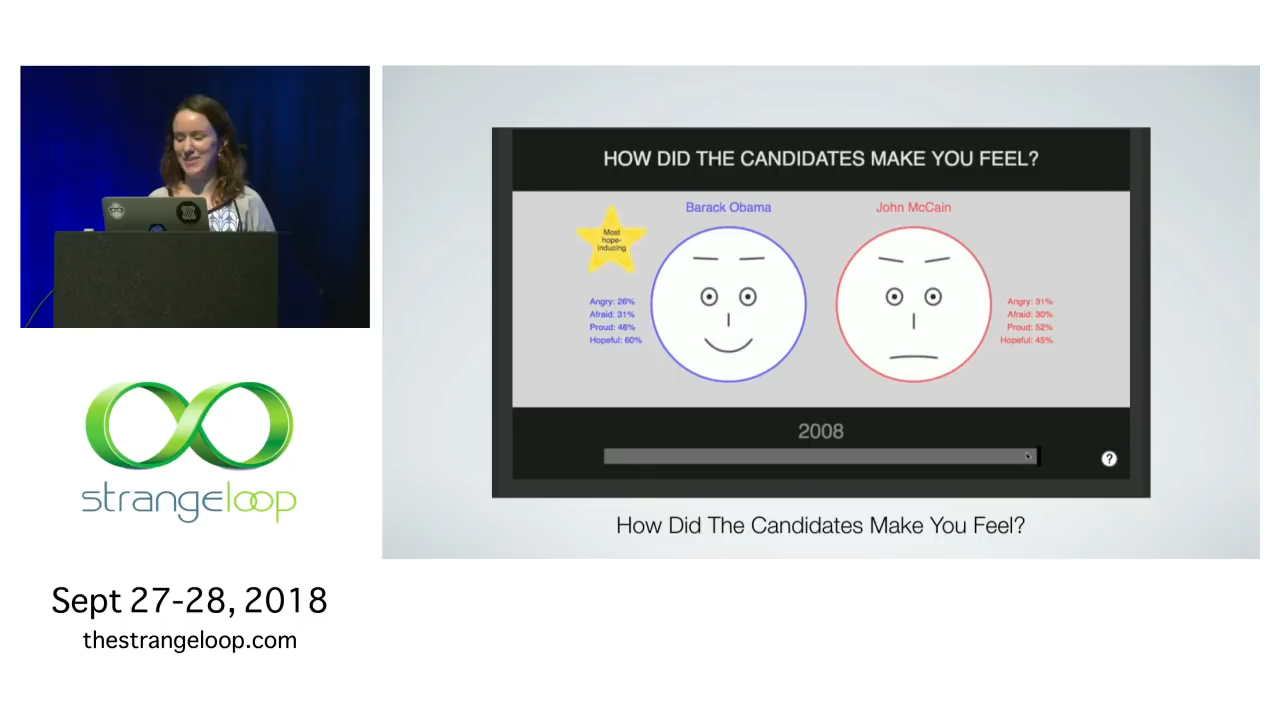 HOW DID THE CANDIDATES MAKE YOU FEEL?
Barack Obama
John McCain
Most
hope-
inducing
Angry: 26%
Afraid: 31%
Proud: 46%
Hopeful: 60%
Angry: 31%
Afraid: 30%
Proud: 52%
Hopeful: 45%
2008
?
How Did The Candidates Make You Feel?
strangeloop
Sept 27-28, 2018
thestrangeloop.com